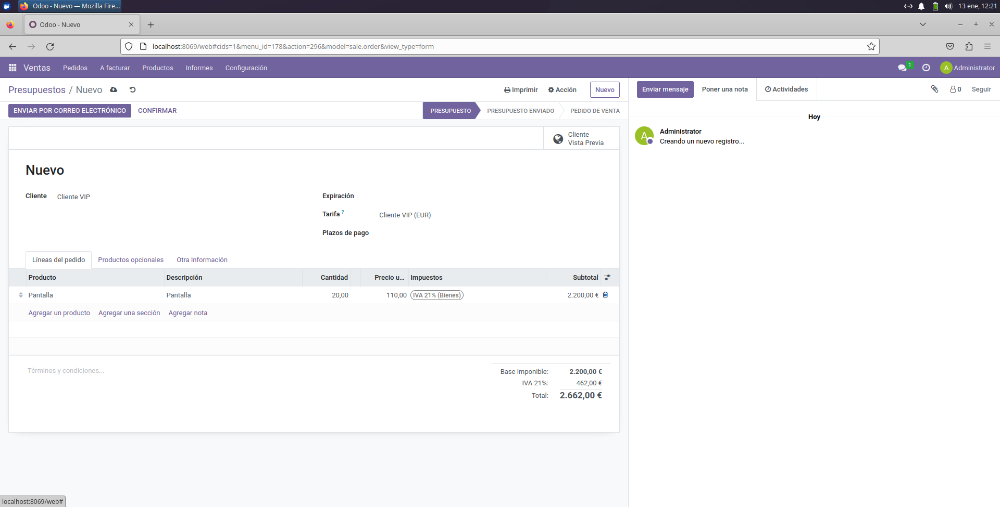 Odoo - Nuevo — Mozilla Fire...
13 ene, 12:21
Odoo - Nuevo
localhost:8069/web#cids=1&menu_id=178&action=296&model=sale.order&view_type=form
Ventas Pedidos A facturar Productos Informes Configuración
1
A Administrator
Presupuestos / Nuevo
Imprimir Acción Nuevo
Enviar mensaje Poner una nota Actividades
0 Seguir
ENVIAR POR CORREO ELECTRÓNICO CONFIRMAR
PRESUPUESTO PRESUPUESTO ENVIADO PEDIDO DE VENTA
Hoy
A
Administrator
Creando un nuevo registro...
Cliente
Vista Previa
Nuevo
Cliente Cliente VIP
Expiración
Tarifa ? Cliente VIP (EUR)
Plazos de pago
Líneas del pedido Productos opcionales Otra Información
Producto Descripción Cantidad Precio u... Impuestos Subtotal
Pantalla Pantalla 20,00 110,00 IVA 21% (Bienes) 2.200,00 €
Agregar un producto Agregar una sección Agregar nota
Términos y condiciones...
Base imponible: 2.200,00 €
IVA 21%: 462,00 €
Total: 2.662,00 €
localhost:8069/web#